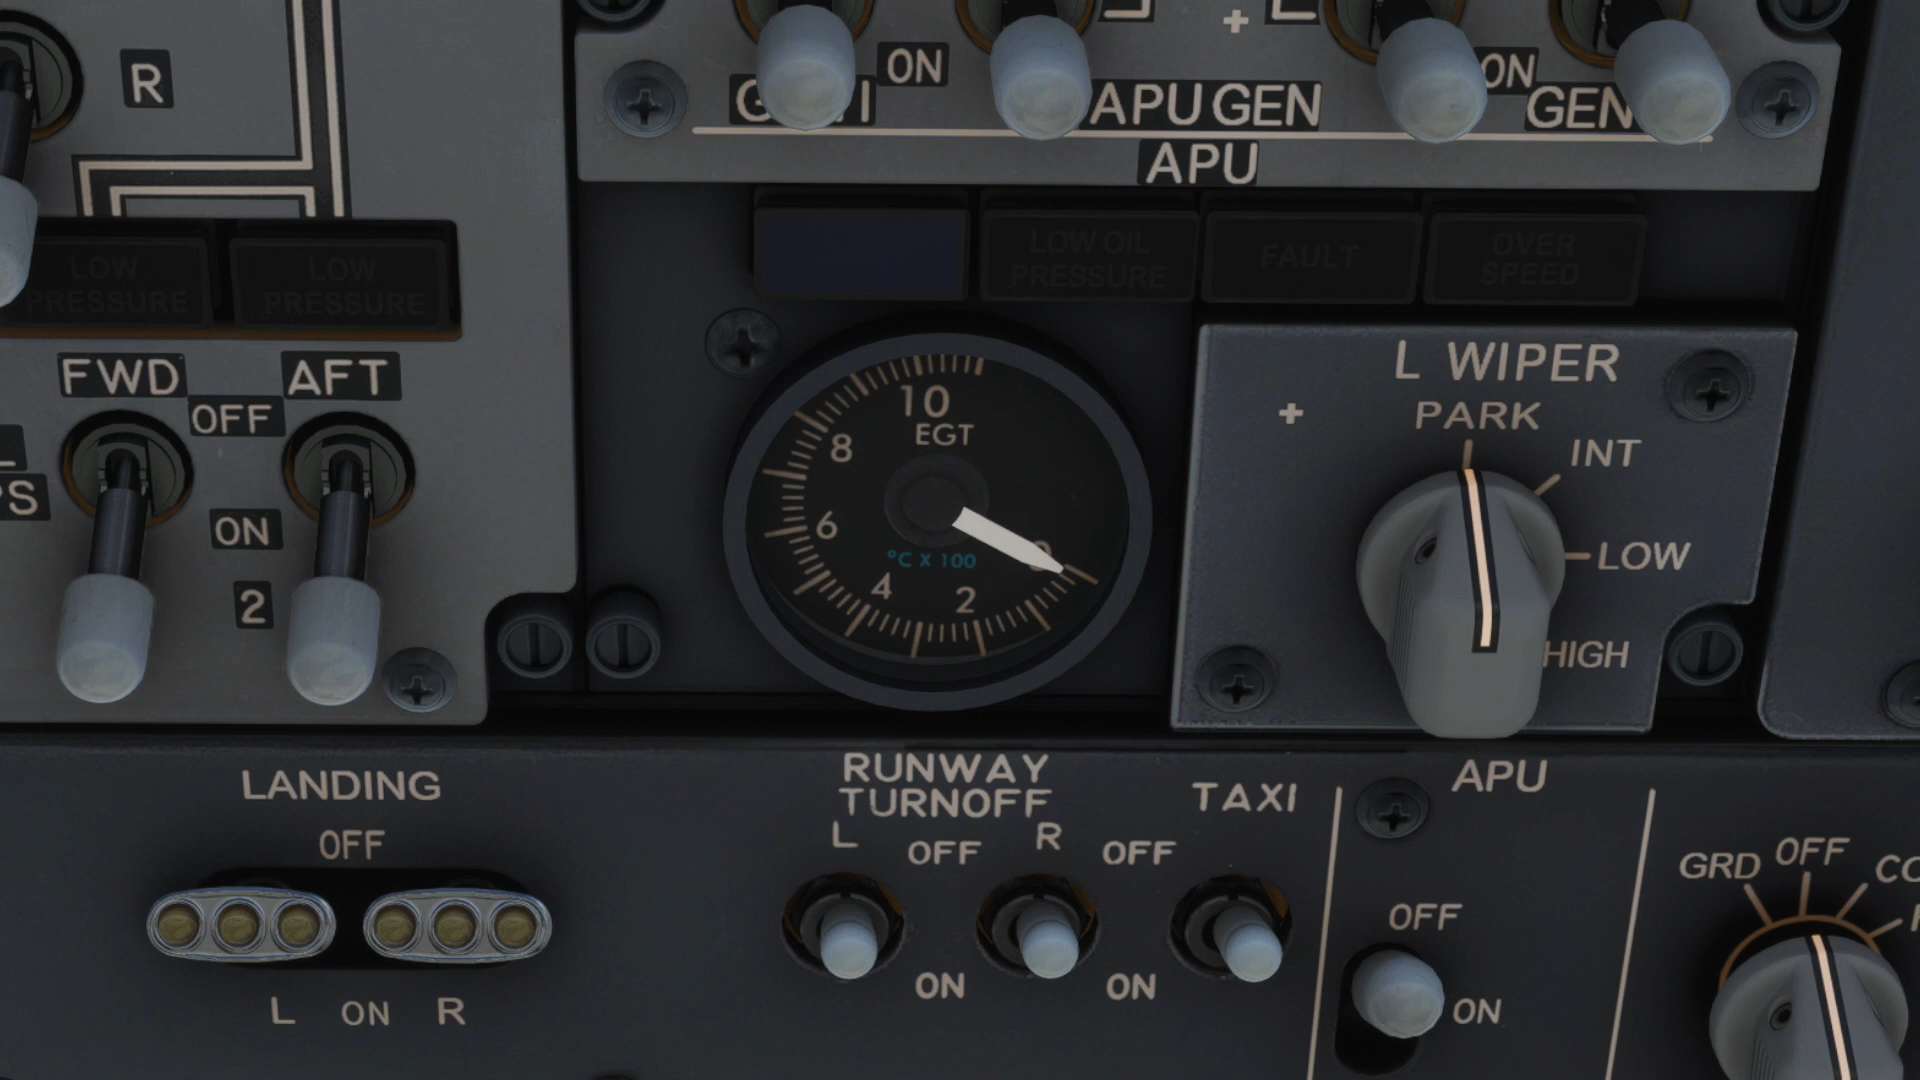 R
ON
ON
APU GEN
GEN
APU
LOW
PRESSURE
LOW
PRESSURE
LOW OIL
PRESSURE
FAULT
OVER
SPEED
FWD
AFT
OFF
ON
2
10
EGT
8
6
°C X 100
0
4
2
L WIPER
PARK
INT
LOW
HIGH
LANDING
OFF
L ON R
RUNWAY
TURNOFF
L
OFF
R
OFF
TAXI
ON
ON
APU
OFF
ON
GRD
OFF